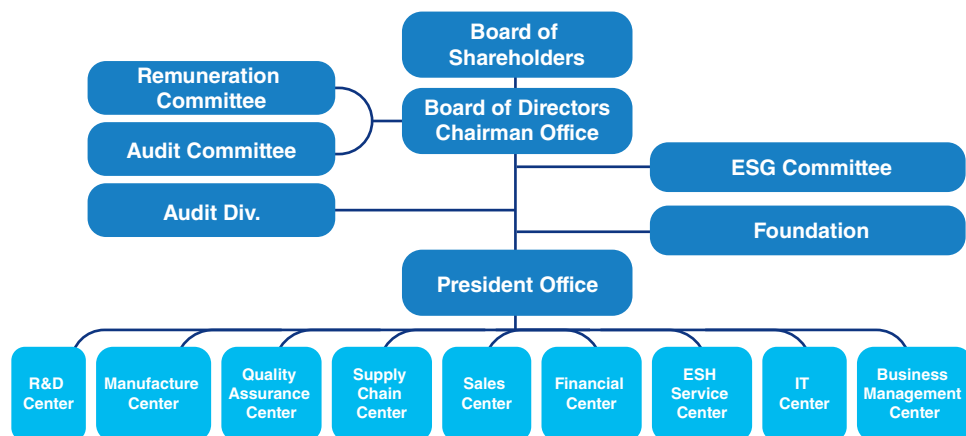 Board of
Shareholders
Remuneration
Committee
Board of Directors
Chairman Office
Audit Committee
ESG Committee
Audit Div.
Foundation
President Office
R&D
Center
Manufacture
Center
Quality
Assurance
Center
Supply
Chain
Center
Sales
Center
Financial
Center
ESH
Service
Center
IT
Center
Business
Management
Center